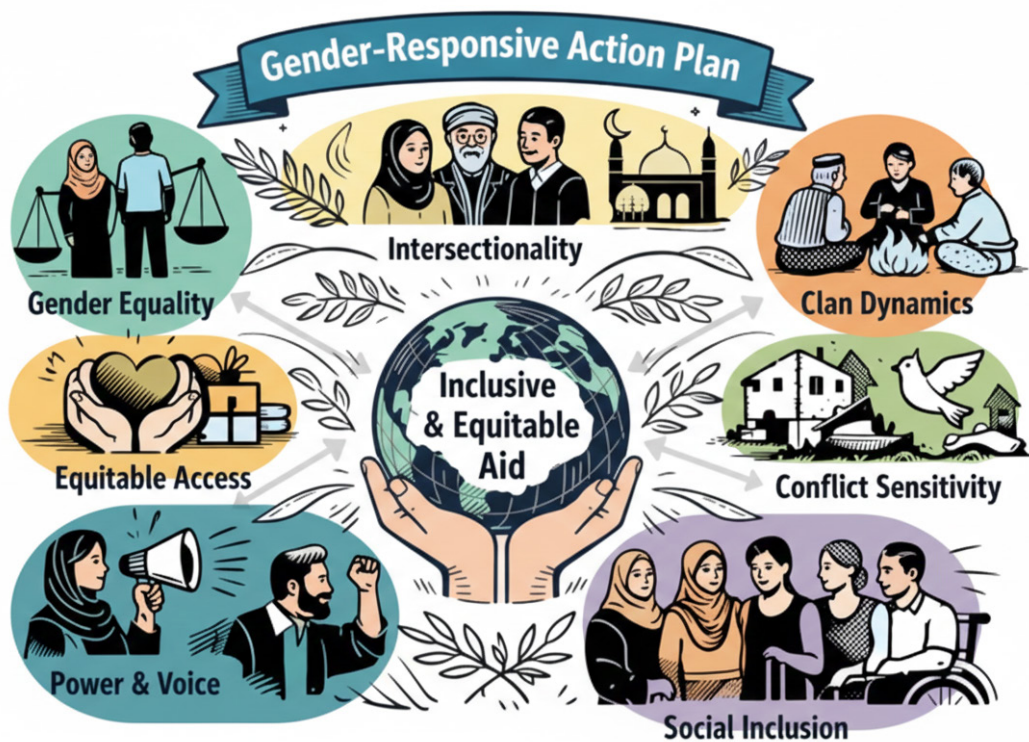 Gender-Responsive Action Plan
Intersectionality
Gender Equality
Clan Dynamics
Inclusive
& Equitable
Aid
Equitable Access
Conflict Sensitivity
Power & Voice
Social Inclusion